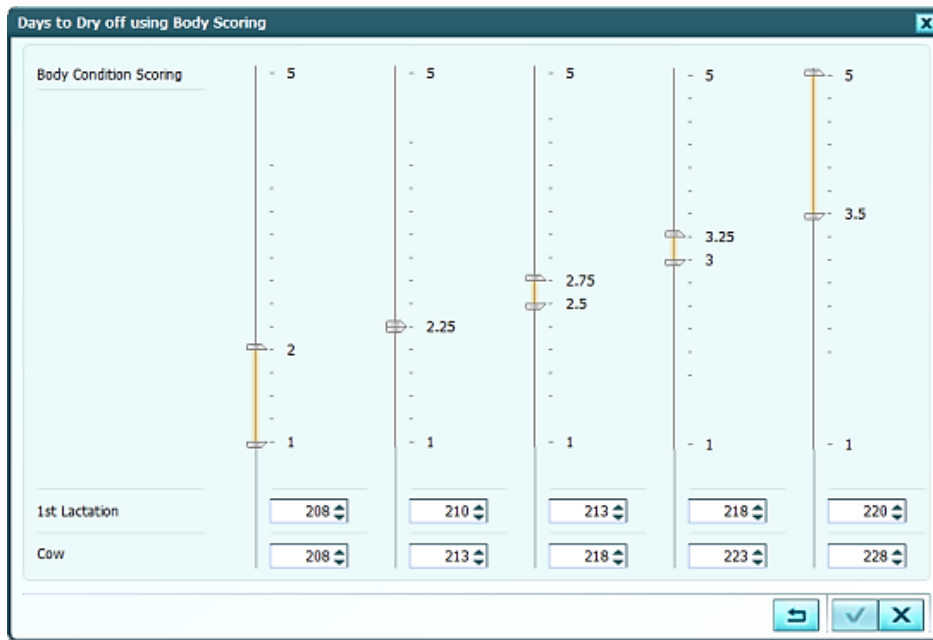 Days to Dry off using Body Scoring
Body Condition Scoring
5 5 5 5 5
3.5
3.25
3
2.75
2.5
2.25
2
1 1 1 1 1
1st Lactation 208 210 213 218 220
Cow 208 213 218 223 228